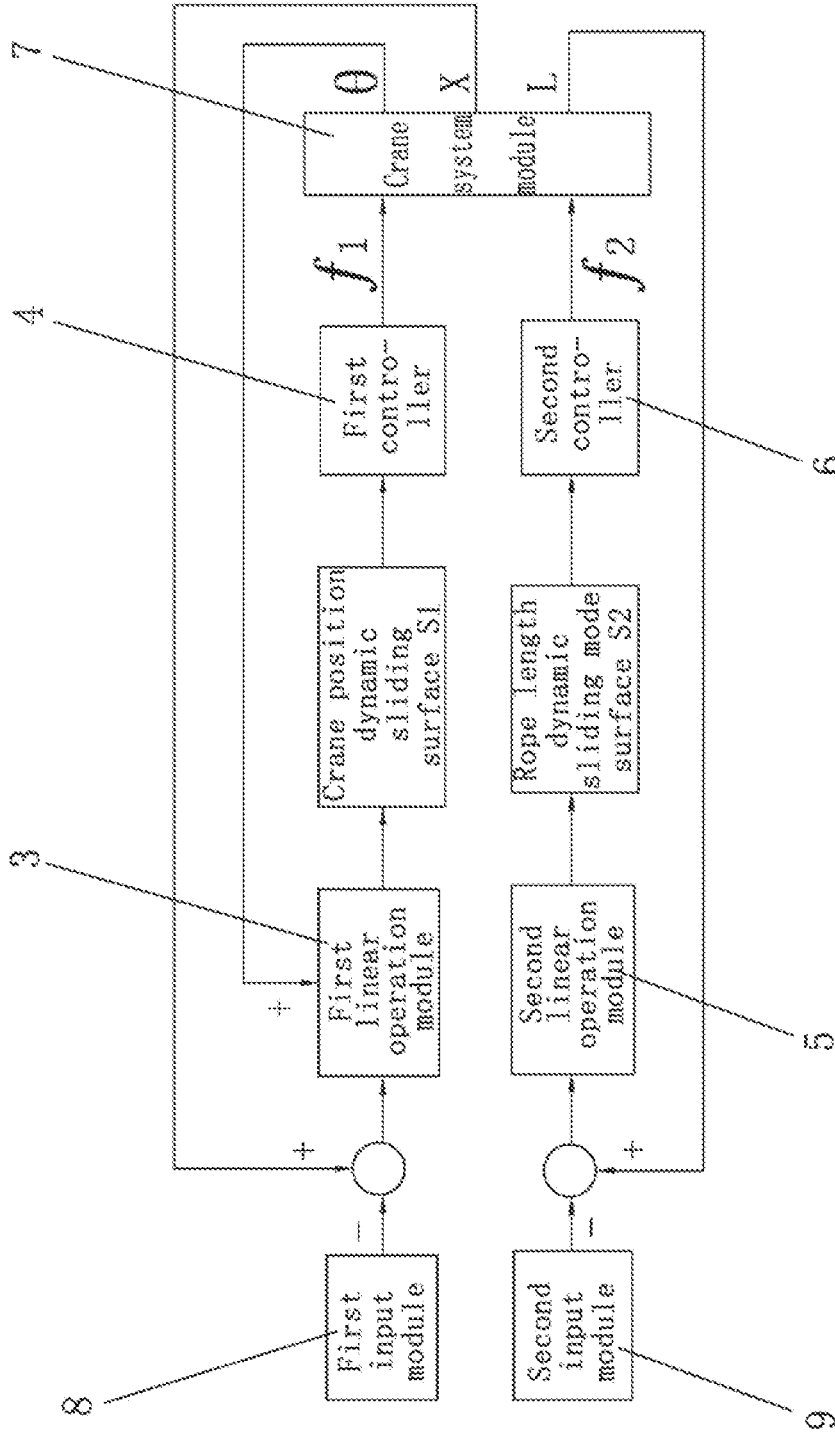 8
3
4
7
First
input
module
−
+
+
First
linear
operation
module
Crane position
dynamic
sliding
surface S1
First
contro-
ller
f1
Crane
system
module
θ
X
L
Second
input
module
−
+
Second
linear
operation
module
Rope length
dynamic
sliding mode
surface S2
Second
contro-
ller
f2
9
5
6